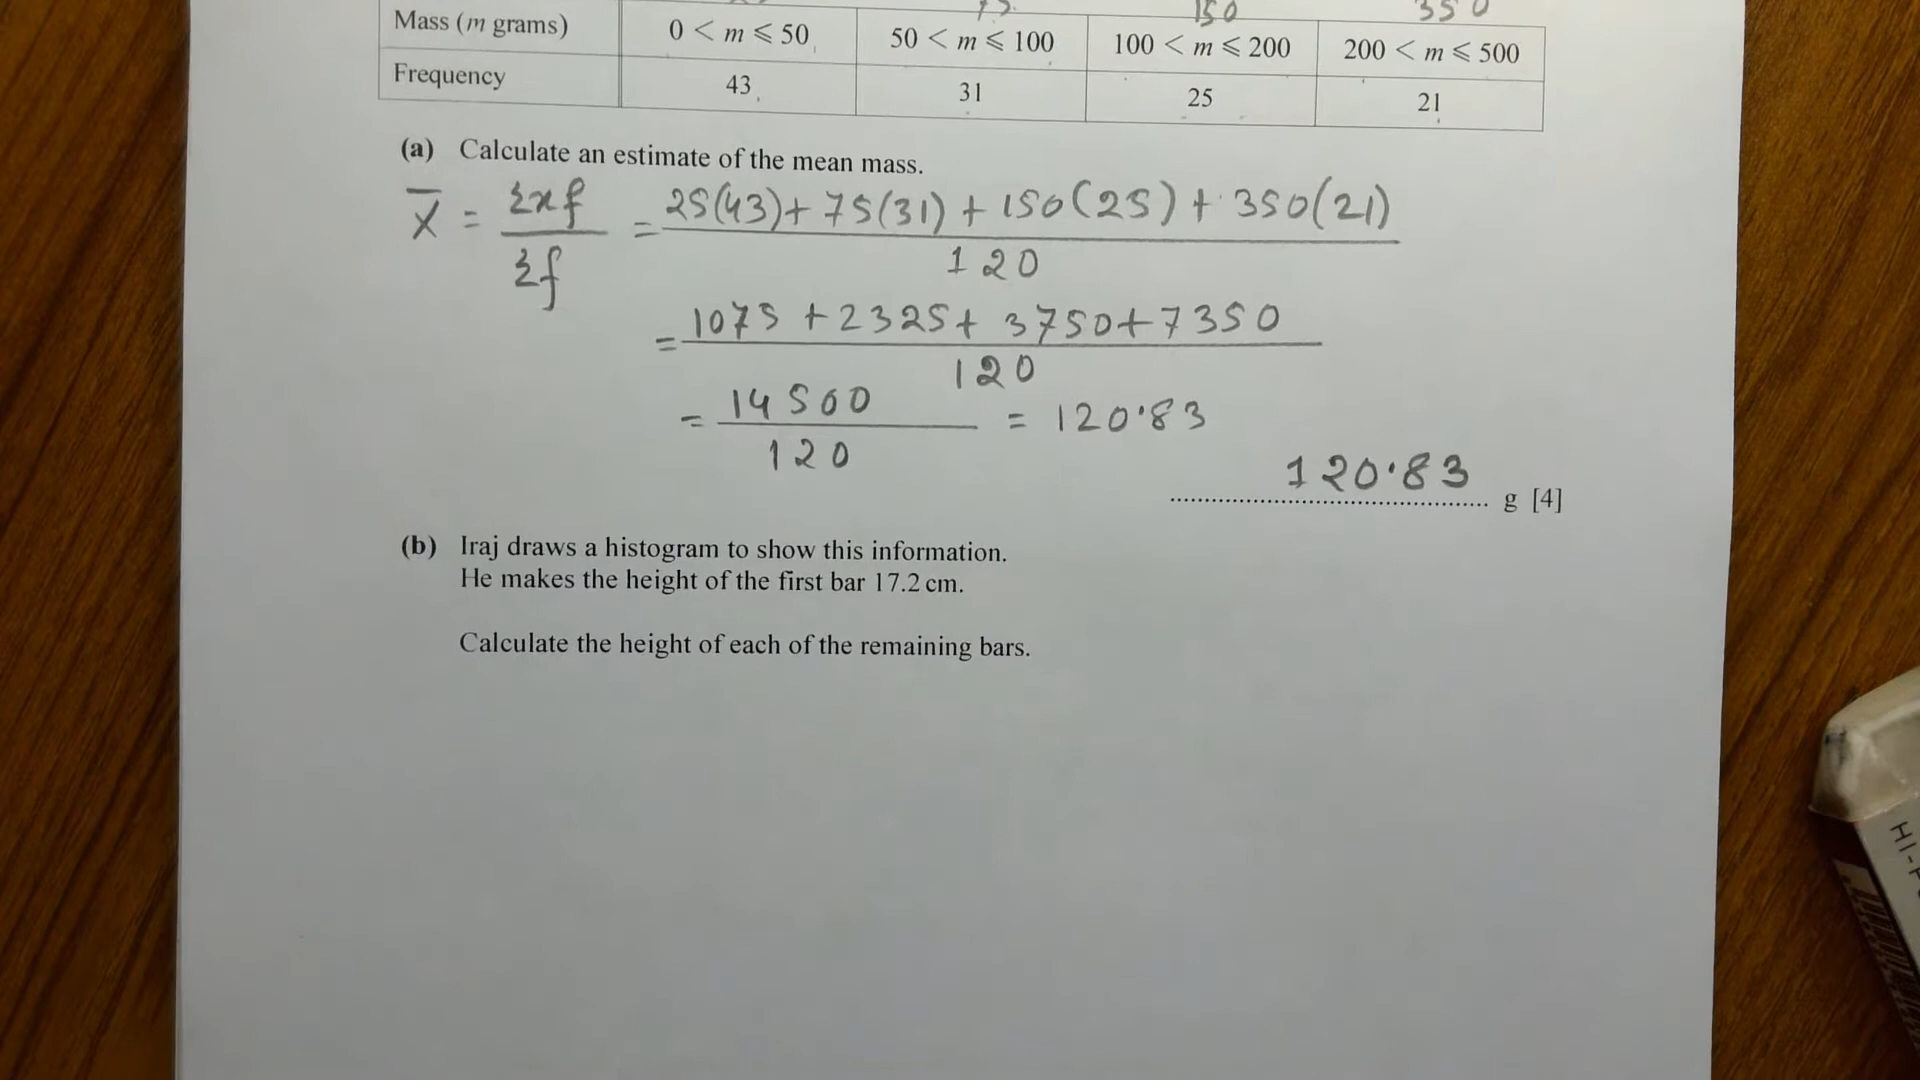 150 350
Mass (m grams) 0 < m ⩽ 50 50 < m ⩽ 100 100 < m ⩽ 200 200 < m ⩽ 500
Frequency 43 31 25 21
(a) Calculate an estimate of the mean mass.
x̄ = Σxf / Σf = 25(43) + 75(31) + 150(25) + 350(21) / 120
= 1075 + 2325 + 3750 + 7350 / 120
= 14500 / 120 = 120.83
120.83
........................................ g [4]
(b) Iraj draws a histogram to show this information.
He makes the height of the first bar 17.2 cm.
Calculate the height of each of the remaining bars.